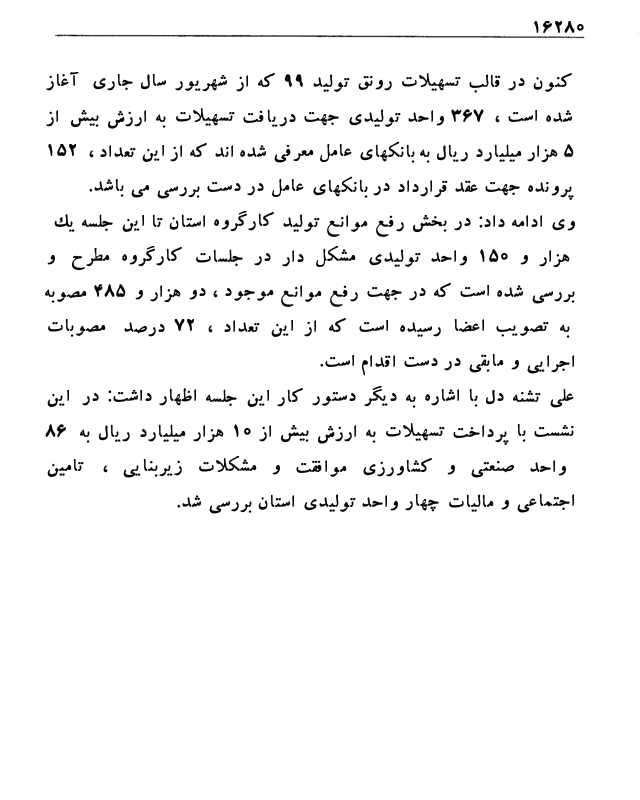 ۱۶۲۸۰
کنون در قالب تسهیلات رونق تولید ۹۹ که از شهریور سال جاری آغاز
شده است ، ۳۶۷ واحد تولیدی جهت دریافت تسهیلات به ارزش بیش از
۵ هزار میلیارد ریال به بانکهای عامل معرفی شده اند که از این تعداد ، ۱۵۲
پرونده جهت عقد قرارداد در بانکهای عامل در دست بررسی می باشد.
وی ادامه داد: در بخش رفع موانع تولید کارگروه استان تا این جلسه یك
هزار و ۱۵۰ واحد تولیدی مشکل دار در جلسات کارگروه مطرح و
بررسی شده است که در جهت رفع موانع موجود ، دو هزار و ۴۸۵ مصوبه
به تصویب اعضا رسیده است که از این تعداد ، ۷۲ درصد مصوبات
اجرایی و مابقی در دست اقدام است.
علی تشنه دل با اشاره به دیگر دستور کار این جلسه اظهار داشت: در این
نشست با پرداخت تسهیلات به ارزش بیش از ۱۰ هزار میلیارد ریال به ۸۶
واحد صنعتی و کشاورزی موافقت و مشکلات زیربنایی ، تامین
اجتماعی و مالیات چهار واحد تولیدی استان بررسی شد.